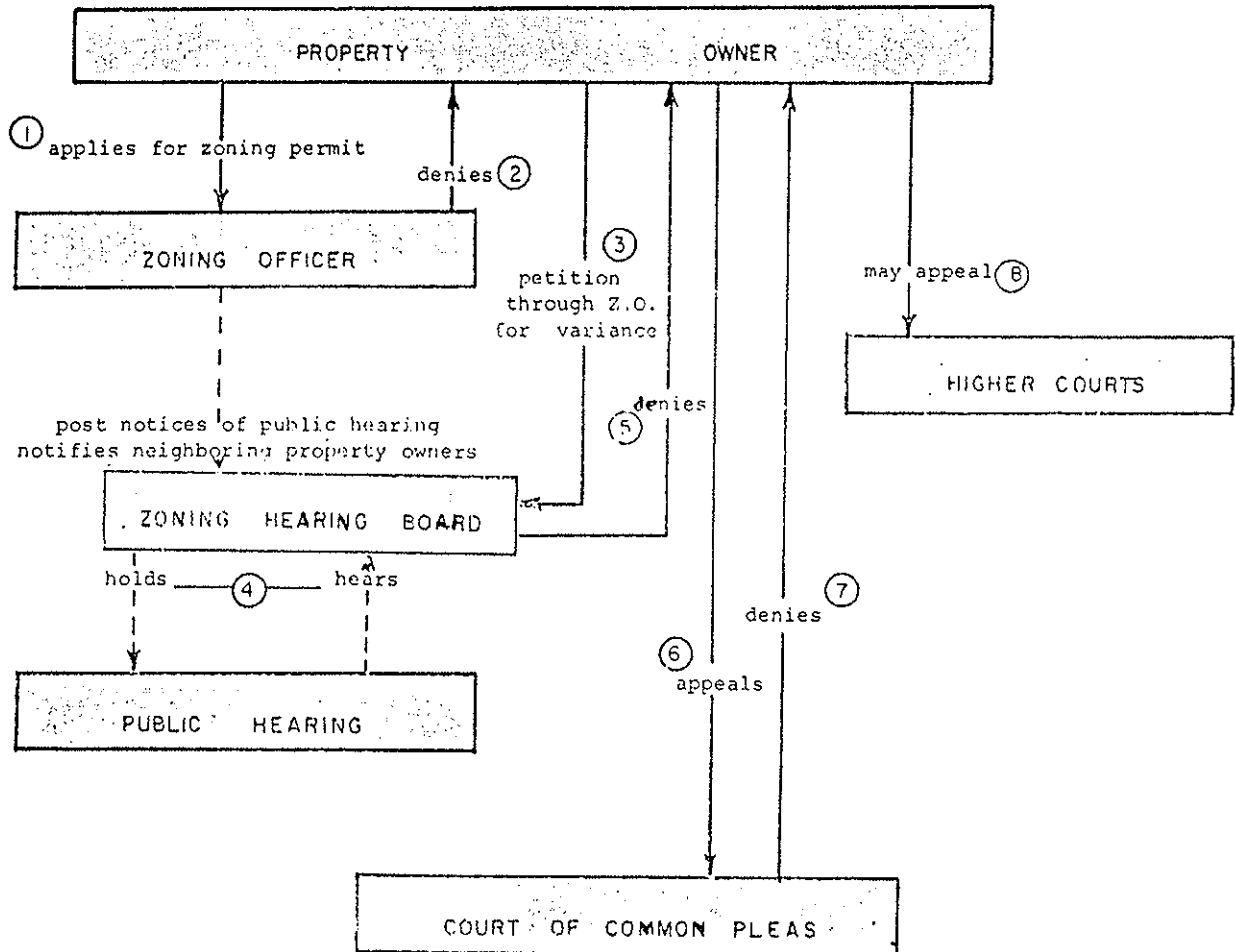 PROPERTY OWNER
1 applies for zoning permit
denies 2
ZONING OFFICER
3
petition
through Z.O.
for variance
may appeal 8
HIGHER COURTS
denies
5
post notices of public hearing
notifies neighboring property owners
ZONING HEARING BOARD
holds 4 hears
denies 7
6
appeals
PUBLIC HEARING
COURT OF COMMON PLEAS